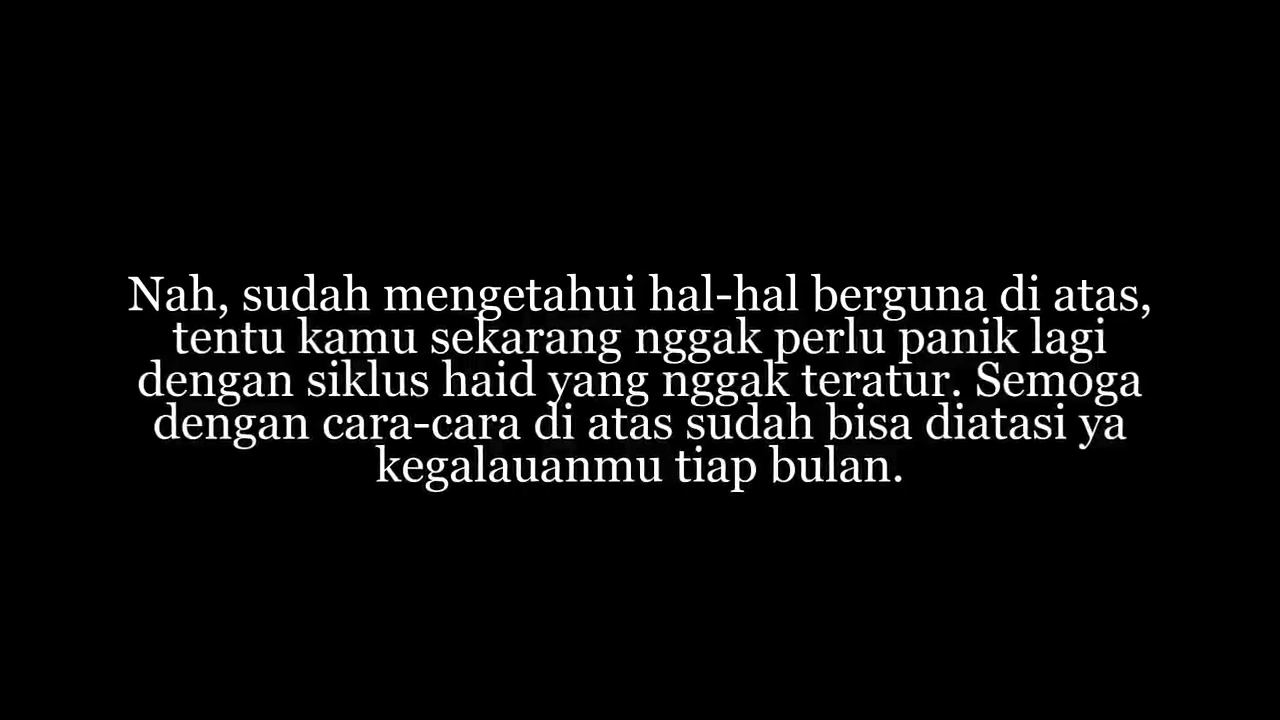 Nah, sudah mengetahui hal-hal berguna di atas,
tentu kamu sekarang nggak perlu panik lagi
dengan siklus haid yang nggak teratur. Semoga
dengan cara-cara di atas sudah bisa diatasi ya
kegalauanmu tiap bulan.